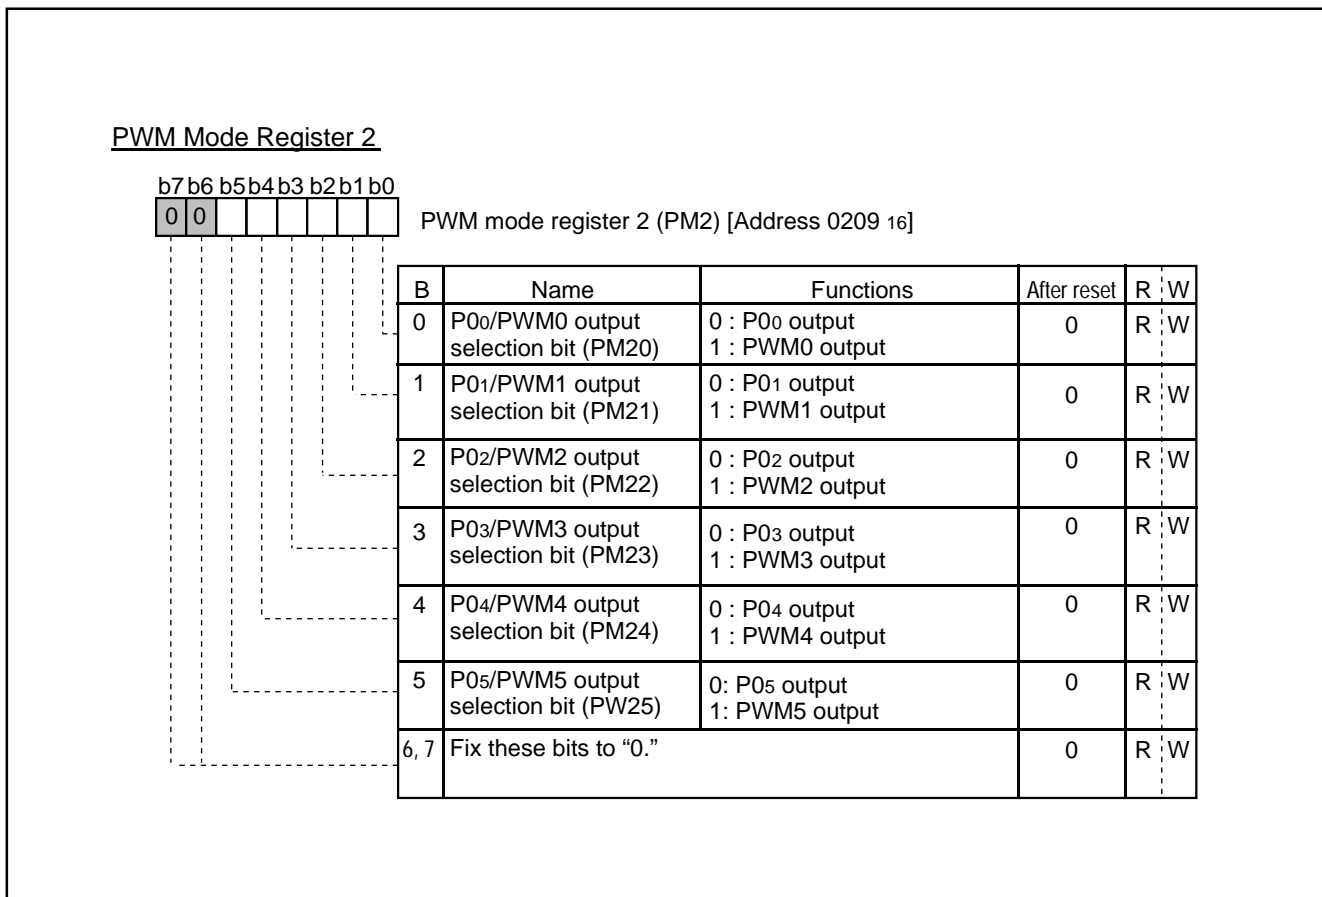 PWM Mode Register 2
b7 b6 b5 b4 b3 b2 b1 b0
0 0
PWM mode register 2 (PM2) [Address 0209 16]
B Name Functions After reset R W
0 P00/PWM0 output selection bit (PM20) 0 : P00 output 1 : PWM0 output 0 R W
1 P01/PWM1 output selection bit (PM21) 0 : P01 output 1 : PWM1 output 0 R W
2 P02/PWM2 output selection bit (PM22) 0 : P02 output 1 : PWM2 output 0 R W
3 P03/PWM3 output selection bit (PM23) 0 : P03 output 1 : PWM3 output 0 R W
4 P04/PWM4 output selection bit (PM24) 0 : P04 output 1 : PWM4 output 0 R W
5 P05/PWM5 output selection bit (PW25) 0: P05 output 1: PWM5 output 0 R W
6, 7 Fix these bits to “0.” 0 R W